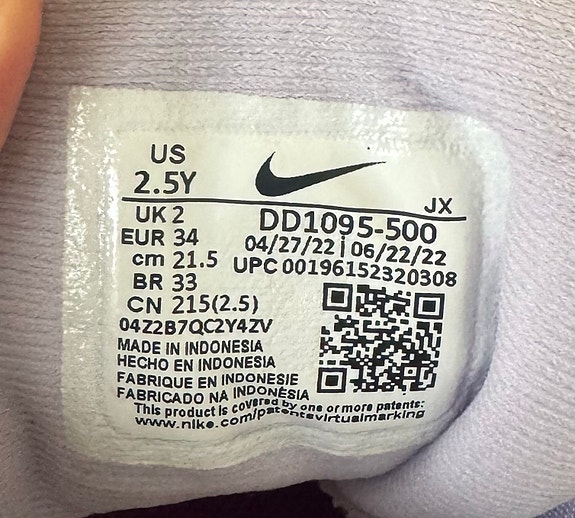 US
2.5Y
JX
UK 2
EUR 34
cm 21.5
BR 33
CN 215(2.5)
DD1095-500
04/27/22 | 06/22/22
UPC 00196152320308
04Z2B7QC2Y4ZV
MADE IN INDONESIA
HECHO EN INDONESIA
FABRIQUE EN INDONESIE
FABRICADO NA INDONÉSIA
This product is covered by one or more patents:
www.nike.com/patentsvirtualmarking